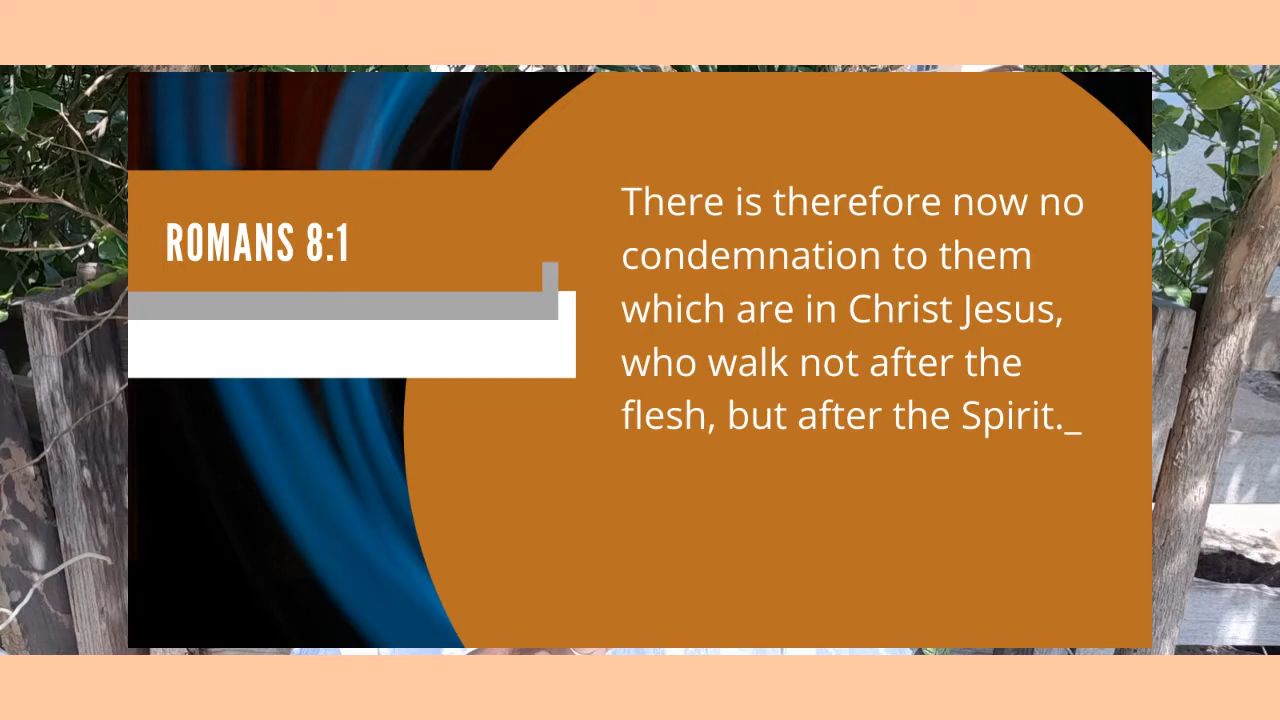 ROMANS 8:1
There is therefore now no
condemnation to them
which are in Christ Jesus,
who walk not after the
flesh, but after the Spirit._